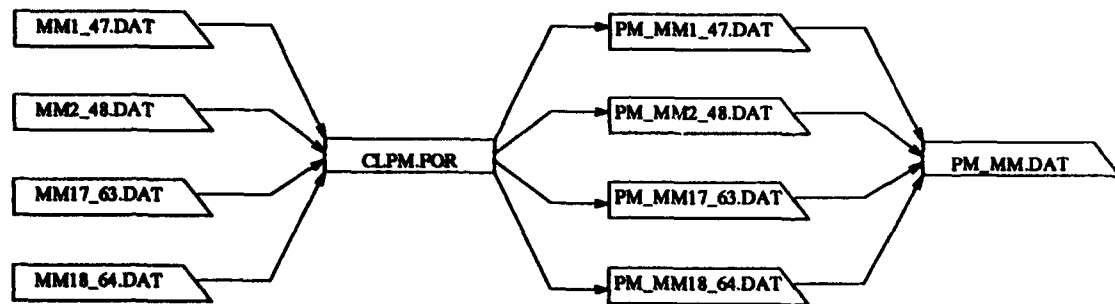 MM1_47.DAT
PM_MM1_47.DAT
MM2_48.DAT
PM_MM2_48.DAT
CLPM.FOR
PM_MM.DAT
MM17_63.DAT
PM_MM17_63.DAT
MM18_64.DAT
PM_MM18_64.DAT